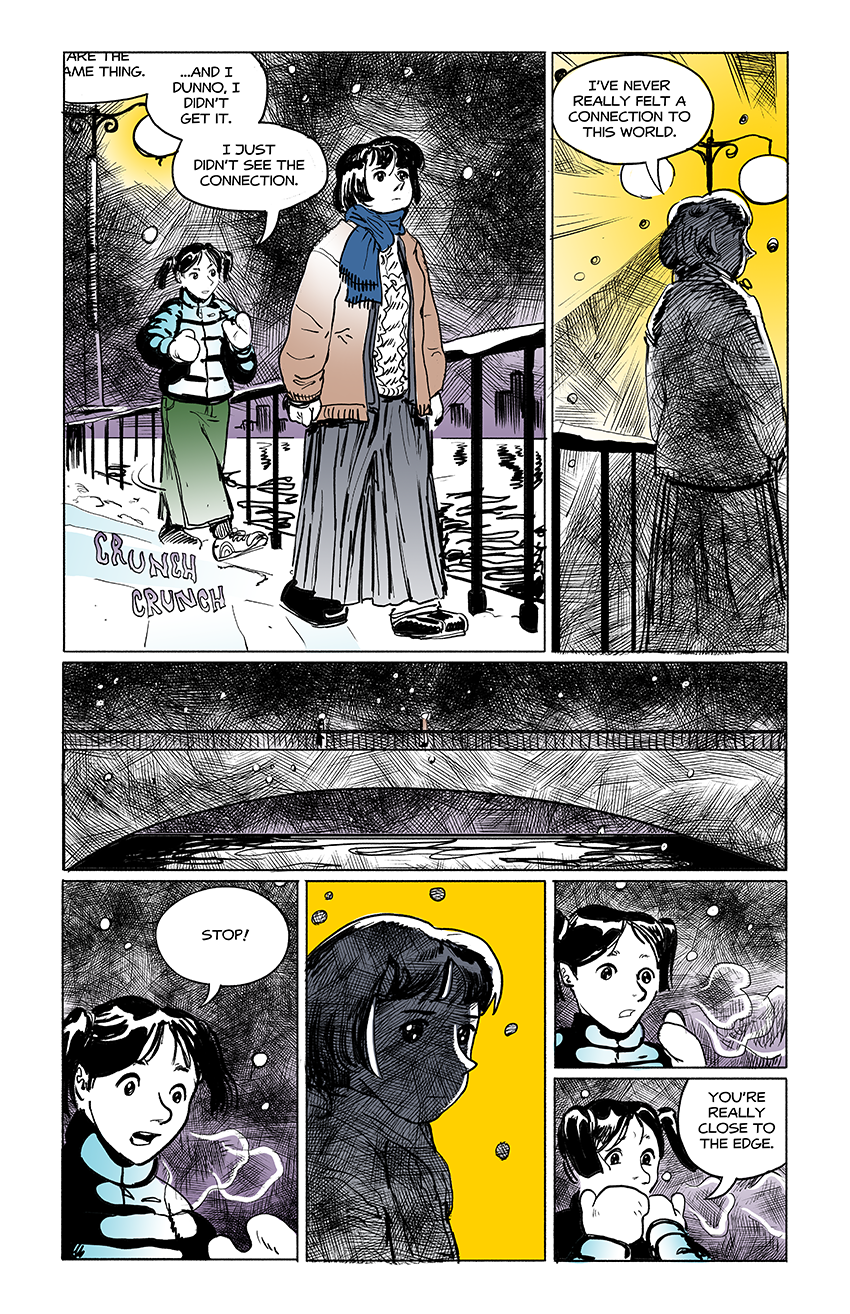 ARE THE
AME THING.
...AND I
DUNNO, I
DIDN'T
GET IT.
I JUST
DIDN'T SEE THE
CONNECTION.
CRUNCH
CRUNCH
I'VE NEVER
REALLY FELT A
CONNECTION TO
THIS WORLD.
STOP!
YOU'RE
REALLY
CLOSE TO
THE EDGE.